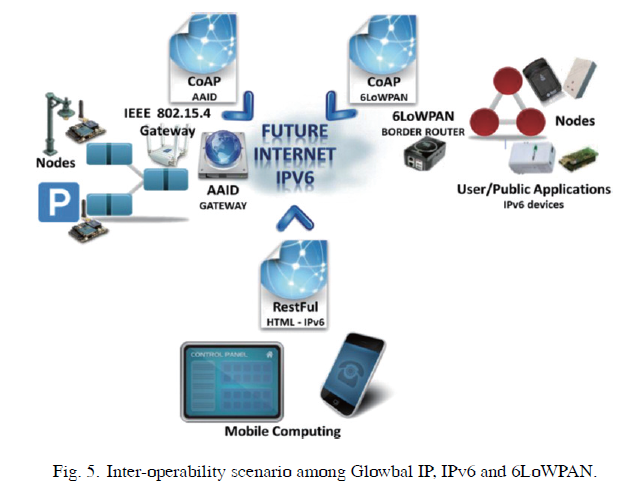 CoAP
AAID
CoAP
6LoWPAN
IEEE 802.15.4
Gateway
Nodes
P
AAID
GATEWAY
FUTURE
INTERNET
IPV6
6LoWPAN
BORDER ROUTER
Nodes
User/Public Applications
IPv6 devices
RestFul
HTML - IPv6
CONTROL PANEL
Mobile Computing
Fig. 5. Inter-operability scenario among Glowbal IP, IPv6 and 6LoWPAN.